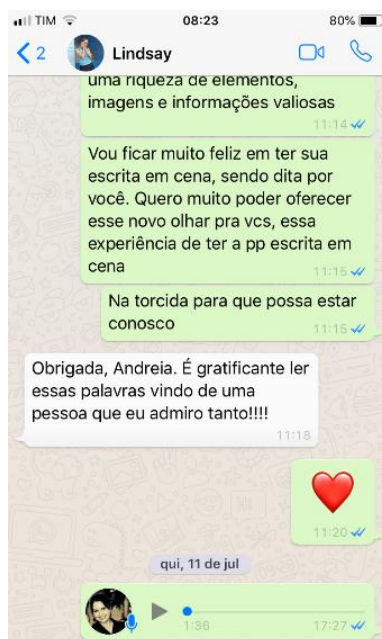 TIM 08:23 80%
2 Lindsay
uma riqueza de elementos,
imagens e informações valiosas
11:14
Vou ficar muito feliz em ter sua
escrita em cena, sendo dita por
você. Quero muito poder oferecer
esse novo olhar pra vcs, essa
experiência de ter a pp escrita em
cena
11:15
Na torcida para que possa estar
conosco
11:15
Obrigada, Andreia. É gratificante ler
essas palavras vindo de uma
pessoa que eu admiro tanto!!!!
11:18
11:20
qui, 11 de jul
1:36 17:27